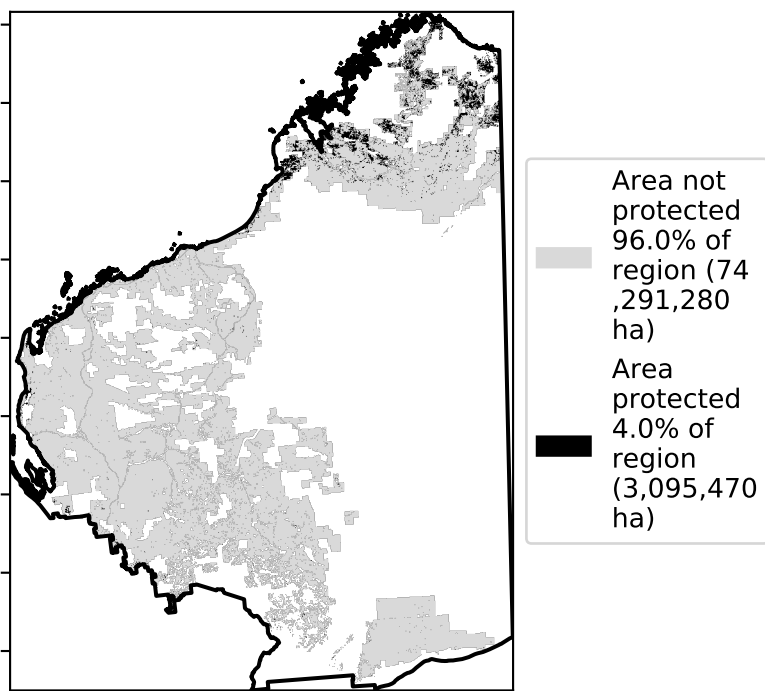 Area not
protected
96.0% of
region (74
,291,280
ha)
Area
protected
4.0% of
region
(3,095,470
ha)